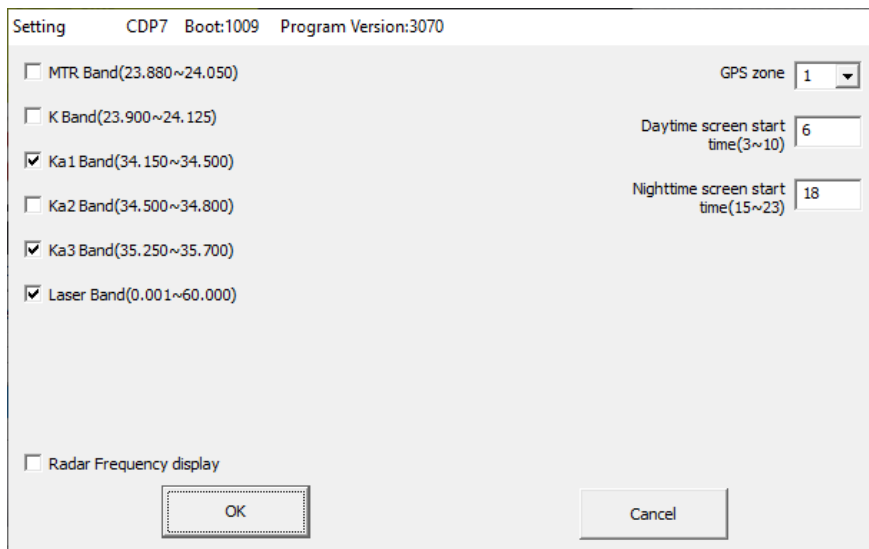 Setting CDP7 Boot:1009 Program Version:3070
MTR Band(23.880~24.050)
GPS zone 1
K Band(23.900~24.125)
Daytime screen start
time(3~10) 6
Ka1 Band(34.150~34.500)
Ka2 Band(34.500~34.800)
Nighttime screen start
time(15~23) 18
Ka3 Band(35.250~35.700)
Laser Band(0.001~60.000)
Radar Frequency display
OK Cancel